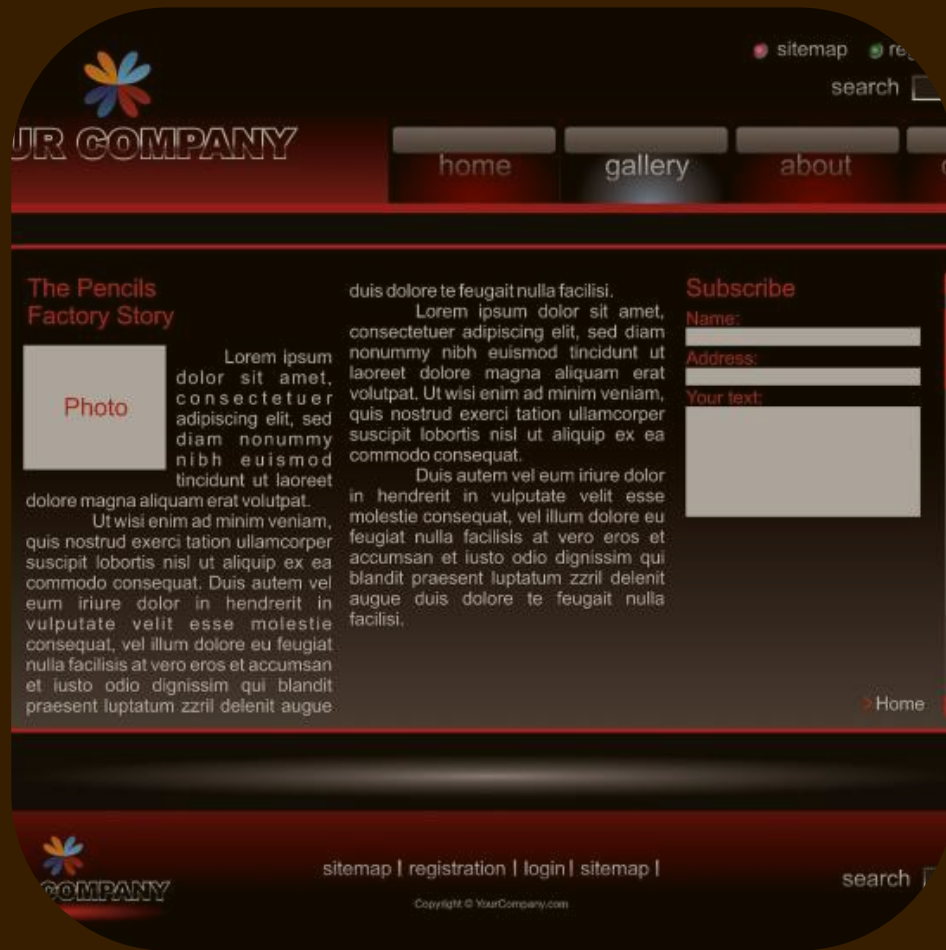 sitemap
search
UR COMPANY
home
gallery
about
The Pencils
Factory Story
Photo
Lorem ipsum
dolor sit amet,
consectetuer
adipiscing elit, sed
diam nonummy
nibh euismod
tincidunt ut laoreet
dolore magna aliquam erat volutpat.
Ut wisi enim ad minim veniam,
quis nostrud exerci tation ullamcorper
suscipit lobortis nisl ut aliquip ex ea
commodo consequat. Duis autem vel
eum iriure dolor in hendrerit in
vulputate velit esse molestie
consequat, vel illum dolore eu feugiat
nulla facilisis at vero eros et accumsan
et iusto odio dignissim qui blandit
praesent luptatum zzril delenit augue
duis dolore te feugait nulla facilisi.
Lorem ipsum dolor sit amet,
consectetuer adipiscing elit, sed diam
nonummy nibh euismod tincidunt ut
laoreet dolore magna aliquam erat
volutpat. Ut wisi enim ad minim veniam,
quis nostrud exerci tation ullamcorper
suscipit lobortis nisl ut aliquip ex ea
commodo consequat.
Duis autem vel eum iriure dolor
in hendrerit in vulputate velit esse
molestie consequat, vel illum dolore eu
feugiat nulla facilisis at vero eros et
accumsan et iusto odio dignissim qui
blandit praesent luptatum zzril delenit
augue duis dolore te feugait nulla
facilisi.
Subscribe
Name:
Address:
Your text:
> Home
COMPANY
sitemap | registration | login | sitemap |
Copyright © YourCompany.com
search